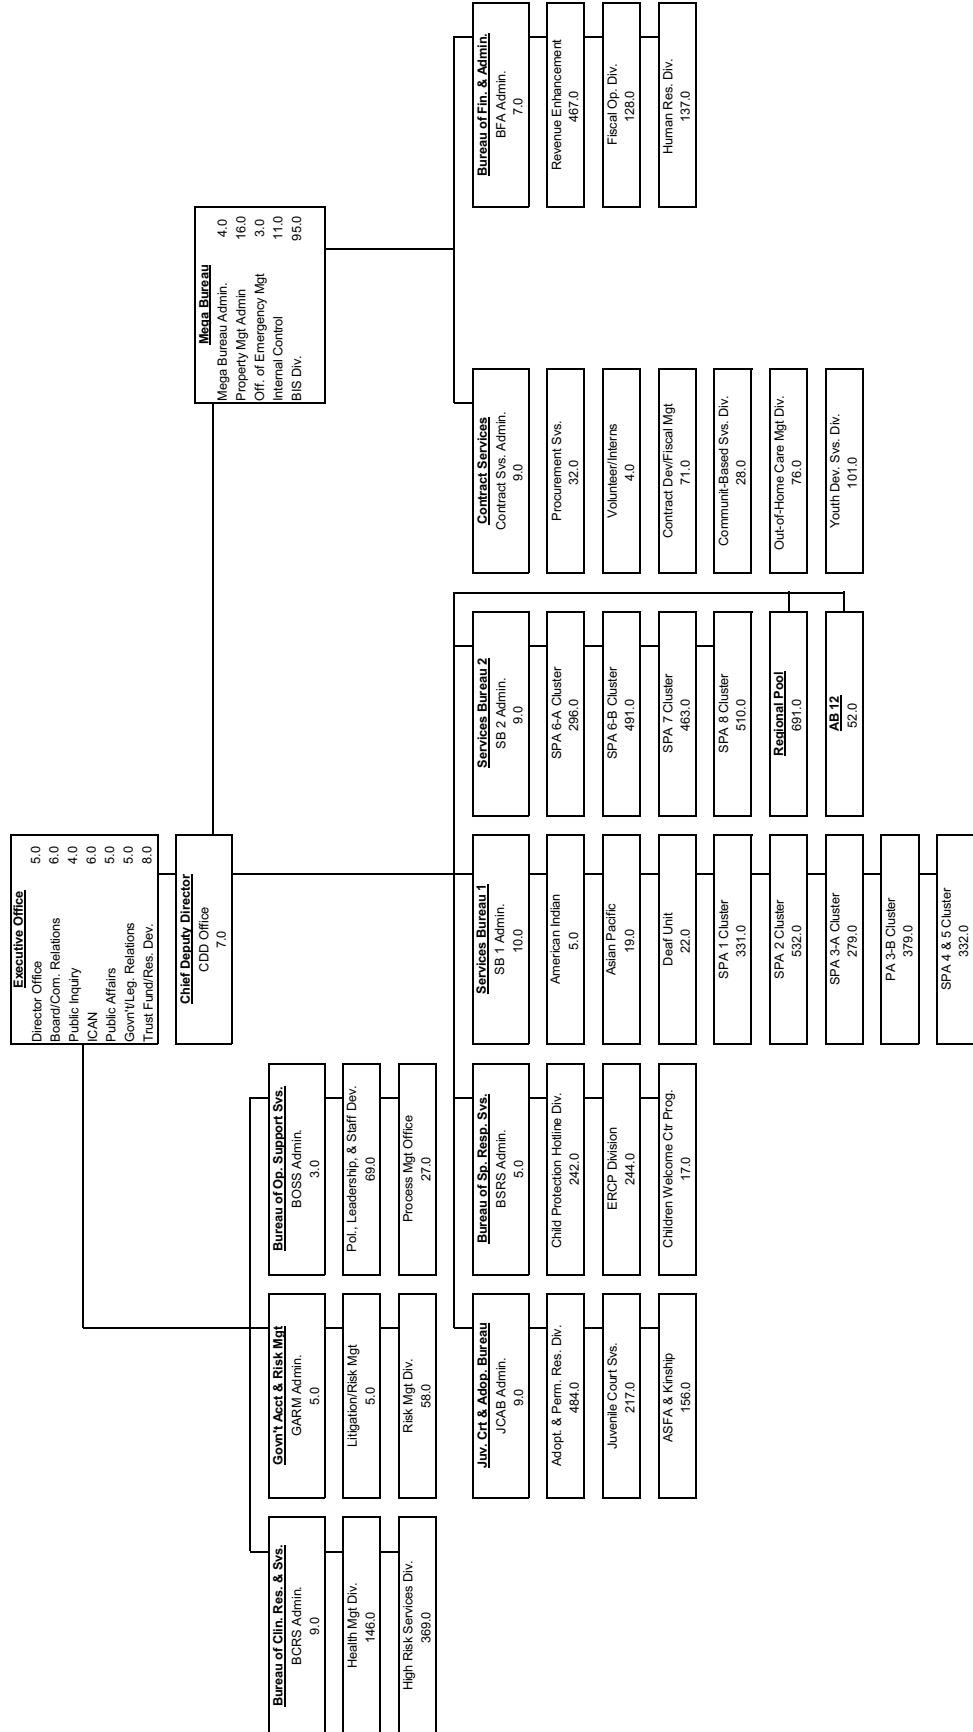 Executive Office
Director Office 5.0
Board/Com. Relations 6.0
Public Inquiry 4.0
ICAN 6.0
Public Affairs 5.0
Govn't/Leg. Relations 5.0
Trust Fund/Res. Dev. 8.0
Chief Deputy Director
CDD Office
7.0
Mega Bureau
Mega Bureau Admin. 4.0
Property Mgt Admin 16.0
Off. of Emergency Mgt 3.0
Internal Control 11.0
BIS Div. 95.0
Bureau of Clin. Res. & Svs.
BCRS Admin.
9.0
Health Mgt Div.
146.0
High Risk Services Div.
369.0
Govn't Acct & Risk Mgt
GARM Admin.
5.0
Litigation/Risk Mgt
5.0
Risk Mgt Div.
58.0
Bureau of Op. Support Svs.
BOSS Admin.
3.0
Pol., Leadership, & Staff Dev.
69.0
Process Mgt Office
27.0
Juv. Crt & Adop. Bureau
JCAB Admin.
9.0
Adopt. & Perm. Res. Div.
484.0
Juvenile Court Svs.
217.0
ASFA & Kinship
156.0
Bureau of Sp. Resp. Svs.
BSRS Admin.
5.0
Child Protection Hotline Div.
242.0
ERCP Division
244.0
Children Welcome Ctr Prog.
17.0
Services Bureau 1
SB 1 Admin.
10.0
American Indian
5.0
Asian Pacific
19.0
Deaf Unit
22.0
SPA 1 Cluster
331.0
SPA 2 Cluster
532.0
SPA 3-A Cluster
279.0
PA 3-B Cluster
379.0
SPA 4 & 5 Cluster
332.0
Services Bureau 2
SB 2 Admin.
9.0
SPA 6-A Cluster
296.0
SPA 6-B Cluster
491.0
SPA 7 Cluster
463.0
SPA 8 Cluster
510.0
Regional Pool
691.0
AB 12
52.0
Contract Services
Contract Svs. Admin.
9.0
Procurement Svs.
32.0
Volunteer/Interns
4.0
Contract Dev/Fiscal Mgt
71.0
Communit-Based Svs. Div.
28.0
Out-of-Home Care Mgt Div.
76.0
Youth Dev. Svs. Div.
101.0
Bureau of Fin. & Admin.
BFA Admin.
7.0
Revenue Enhancement
467.0
Fiscal Op. Div.
128.0
Human Res. Div.
137.0